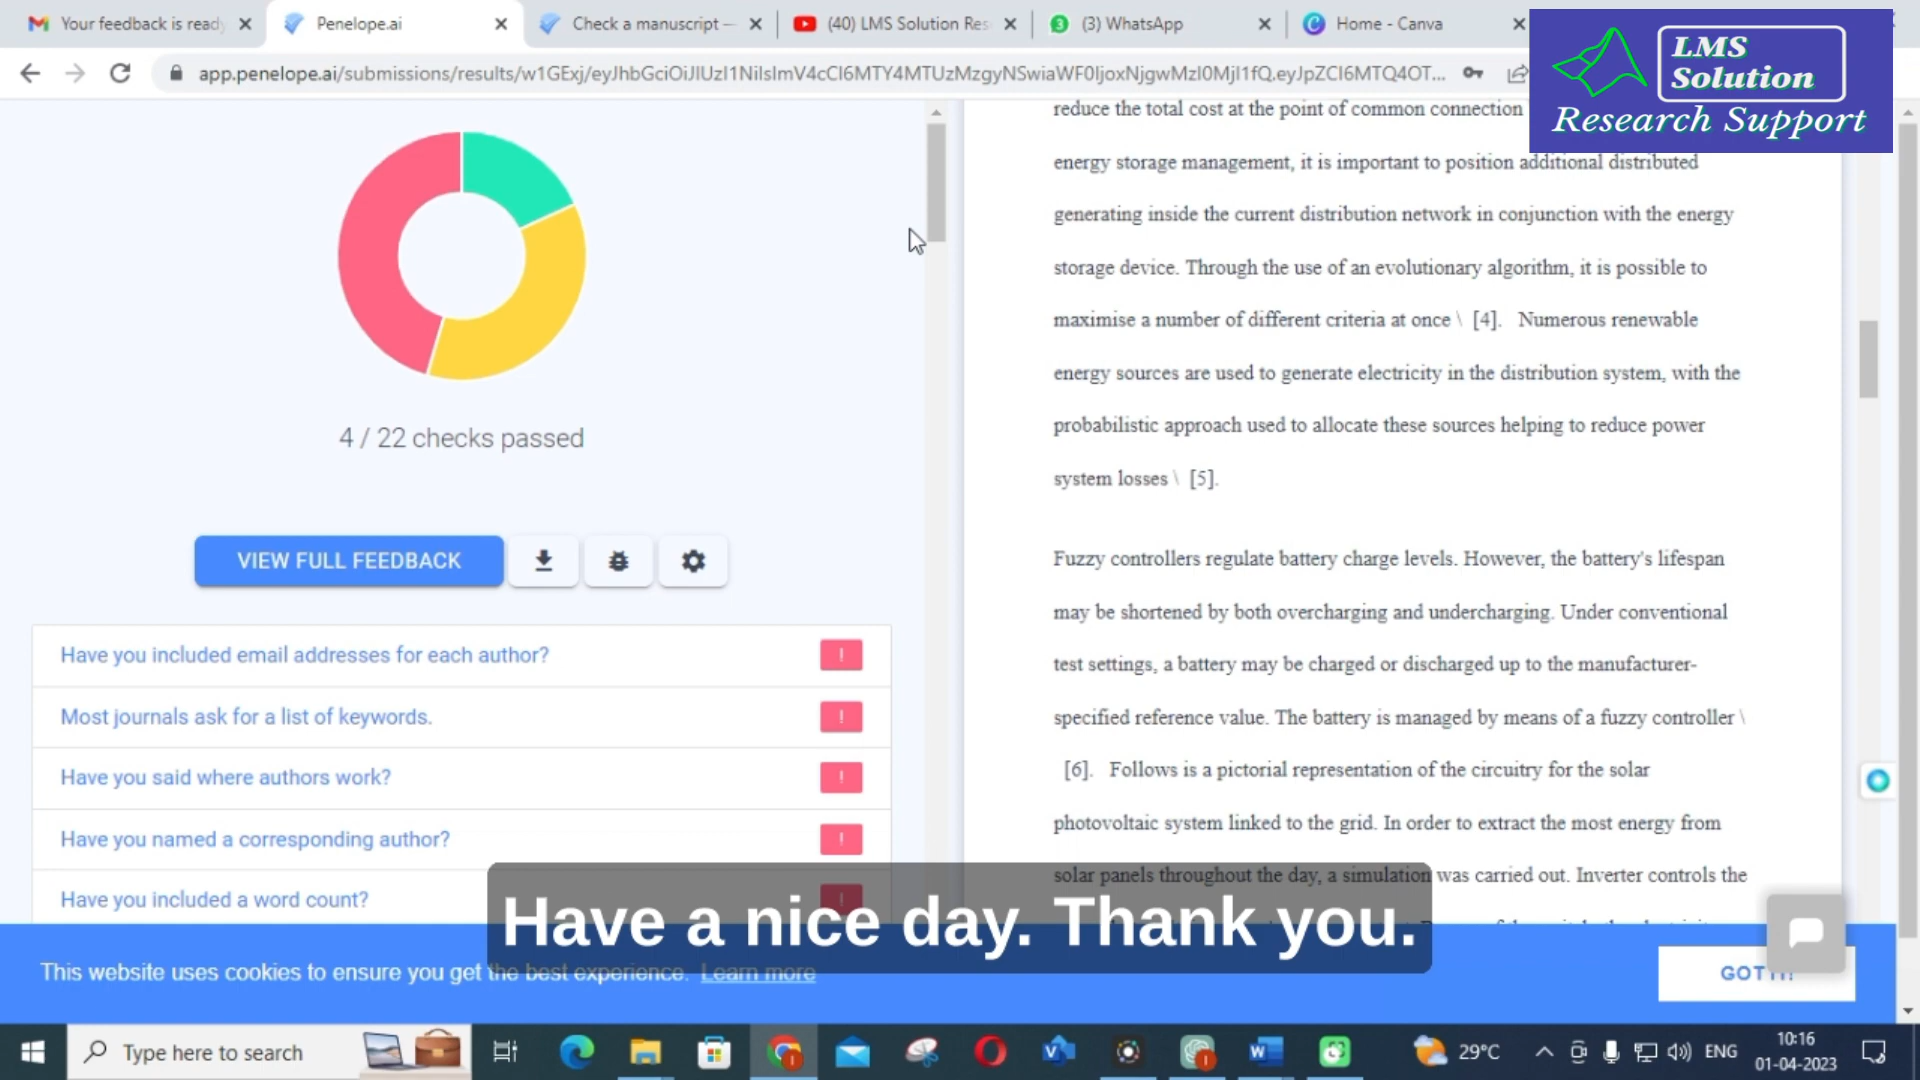 Your feedback is ready
Penelope.ai
Check a manuscript –
(40) LMS Solution Res
(3) WhatsApp
Home - Canva
LMS
Solution
Research Support
4 / 22 checks passed
VIEW FULL FEEDBACK
Have you included email addresses for each author?
!
Most journals ask for a list of keywords.
!
Have you said where authors work?
!
Have you named a corresponding author?
!
Have you included a word count?
reduce the total cost at the point of common connection
energy storage management, it is important to position additional distributed
generating inside the current distribution network in conjunction with the energy
storage device. Through the use of an evolutionary algorithm, it is possible to
maximise a number of different criteria at once \ [4]. Numerous renewable
energy sources are used to generate electricity in the distribution system, with the
probabilistic approach used to allocate these sources helping to reduce power
system losses \ [5].
Fuzzy controllers regulate battery charge levels. However, the battery's lifespan
may be shortened by both overcharging and undercharging. Under conventional
test settings, a battery may be charged or discharged up to the manufacturer-
specified reference value. The battery is managed by means of a fuzzy controller \
[6]. Follows is a pictorial representation of the circuitry for the solar
photovoltaic system linked to the grid. In order to extract the most energy from
solar panels throughout the day, a simulation was carried out. Inverter controls the
Have a nice day. Thank you.
This website uses cookies to ensure you get the best experience. Learn more
GOT IT!
Type here to search
29°C
ENG
10:16
01-04-2023